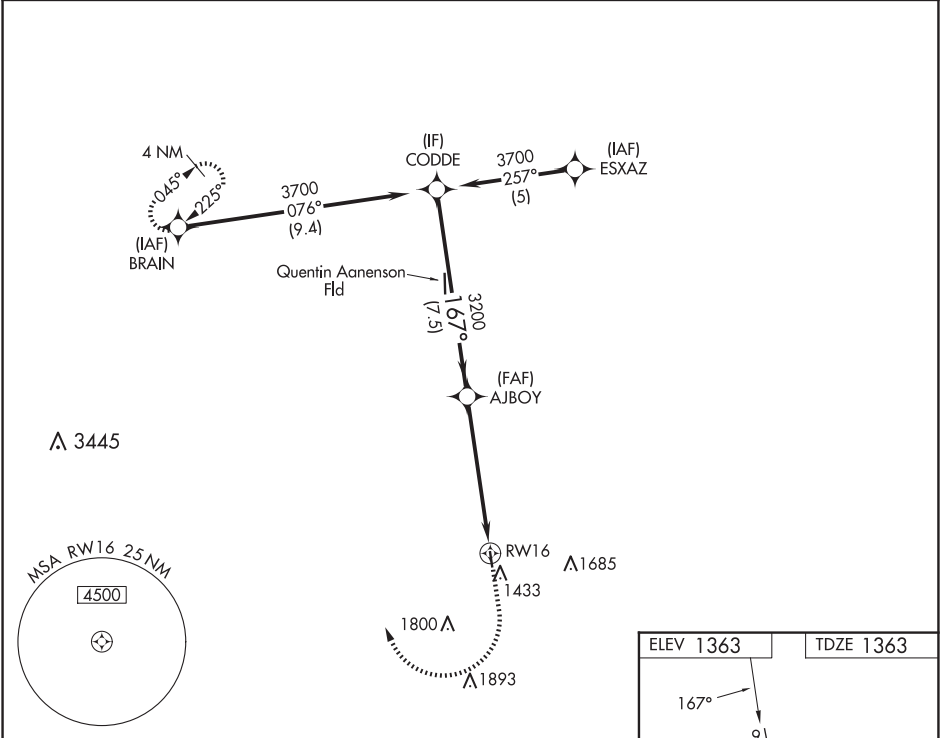 (IF)
CODDE
4 NM
045°
225°
(IAF)
BRAIN
3700
076°
(9.4)
3700
257°
(5)
(IAF)
ESXAZ
Quentin Aanenson
Fld
3200
167°
(7.5)
(FAF)
AJBOY
3445
RW16
1685
1433
1800
1893
MSA RW16 25 NM
4500
ELEV 1363
TDZE 1363
167°